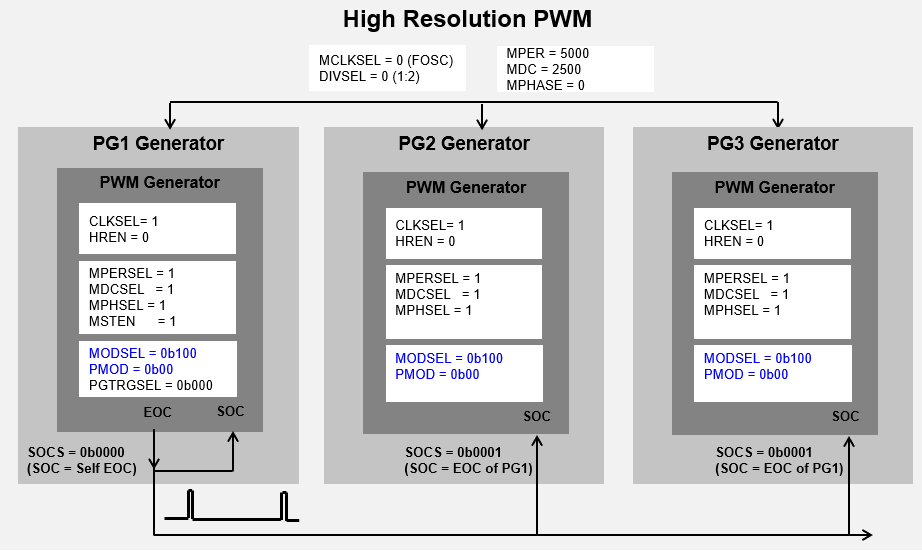 High Resolution PWM
MCLKSEL = 0 (FOSC)
DIVSEL = 0 (1:2)
MPER = 5000
MDC = 2500
MPHASE = 0
PG1 Generator
PWM Generator
CLKSEL= 1
HREN = 0
MPERSEL = 1
MDCSEL = 1
MPHSEL = 1
MSTEN = 1
MODSEL = 0b100
PMOD = 0b00
PGTRGSEL = 0b000
EOC
SOC
SOCS = 0b0000
(SOC = Self EOC)
PG2 Generator
PWM Generator
CLKSEL= 1
HREN = 0
MPERSEL = 1
MDCSEL = 1
MPHSEL = 1
MODSEL = 0b100
PMOD = 0b00
SOC
SOCS = 0b0001
(SOC = EOC of PG1)
PG3 Generator
PWM Generator
CLKSEL= 1
HREN = 0
MPERSEL = 1
MDCSEL = 1
MPHSEL = 1
MODSEL = 0b100
PMOD = 0b00
SOC
SOCS = 0b0001
(SOC = EOC of PG1)